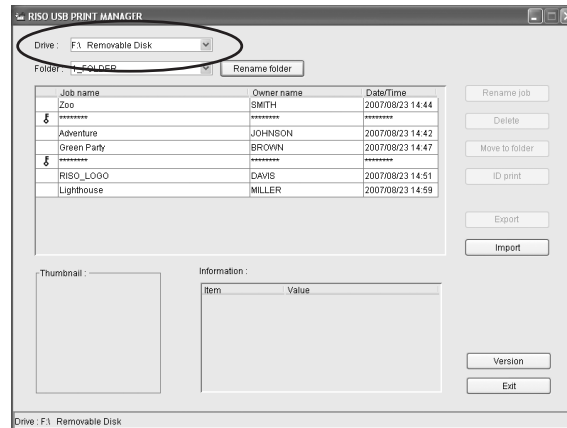 RISO USB PRINT MANAGER
Drive : F:\ Removable Disk
Folder : 1_FOLDER Rename folder
Job name Owner name Date/Time
Zoo SMITH 2007/08/23 14:44
******** ******** ********
Adventure JOHNSON 2007/08/23 14:42
Green Party BROWN 2007/08/23 14:47
******** ******** ********
RISO_LOGO DAVIS 2007/08/23 14:51
Lighthouse MILLER 2007/08/23 14:59
Rename job
Delete
Move to folder
ID print
Export
Import
Thumbnail :
Information :
Item Value
Version
Exit
Drive : F:\ Removable Disk